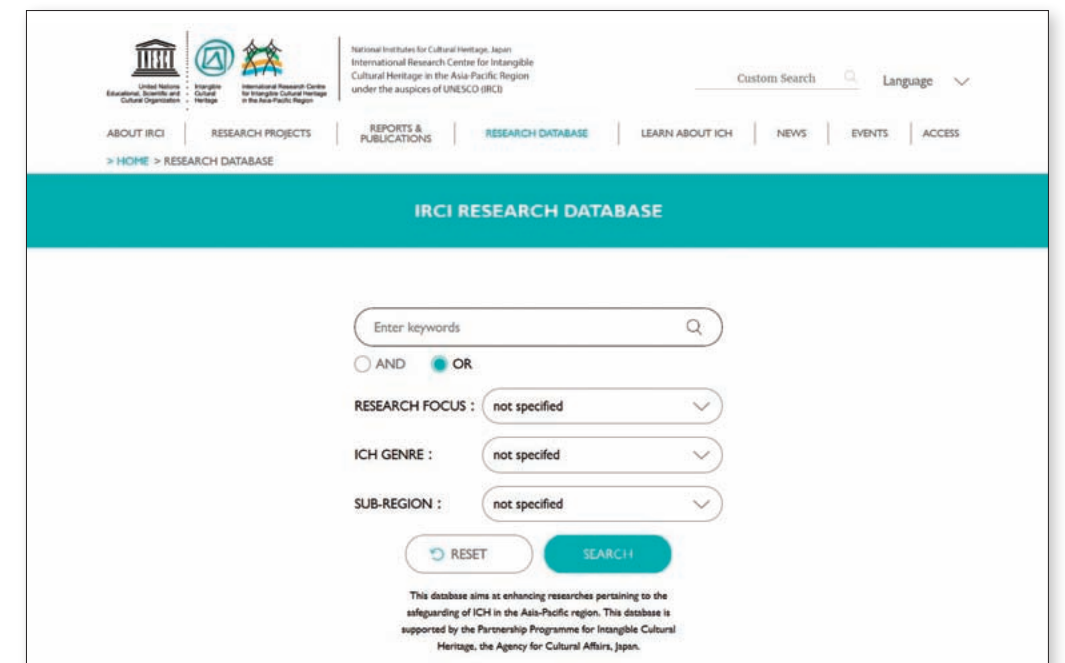 United Nations
Educational, Scientific and
Cultural Organization
Intangible
Cultural
Heritage
International Research Centre
for Intangible Cultural Heritage
in the Asia-Pacific Region
National Institutes for Cultural Heritage, Japan
International Research Centre for Intangible
Cultural Heritage in the Asia-Pacific Region
under the auspices of UNESCO (IRCI)
Custom Search
Language
ABOUT IRCI
RESEARCH PROJECTS
REPORTS &
PUBLICATIONS
RESEARCH DATABASE
LEARN ABOUT ICH
NEWS
EVENTS
ACCESS
> HOME > RESEARCH DATABASE
IRCI RESEARCH DATABASE
Enter keywords
AND OR
RESEARCH FOCUS : not specified
ICH GENRE : not specifed
SUB-REGION : not specified
RESET SEARCH
This database aims at enhancing researches pertaining to the
safeguarding of ICH in the Asia-Pacific region. This database is
supported by the Partnership Programme for Intangible Cultural
Heritage, the Agency for Cultural Affairs, Japan.